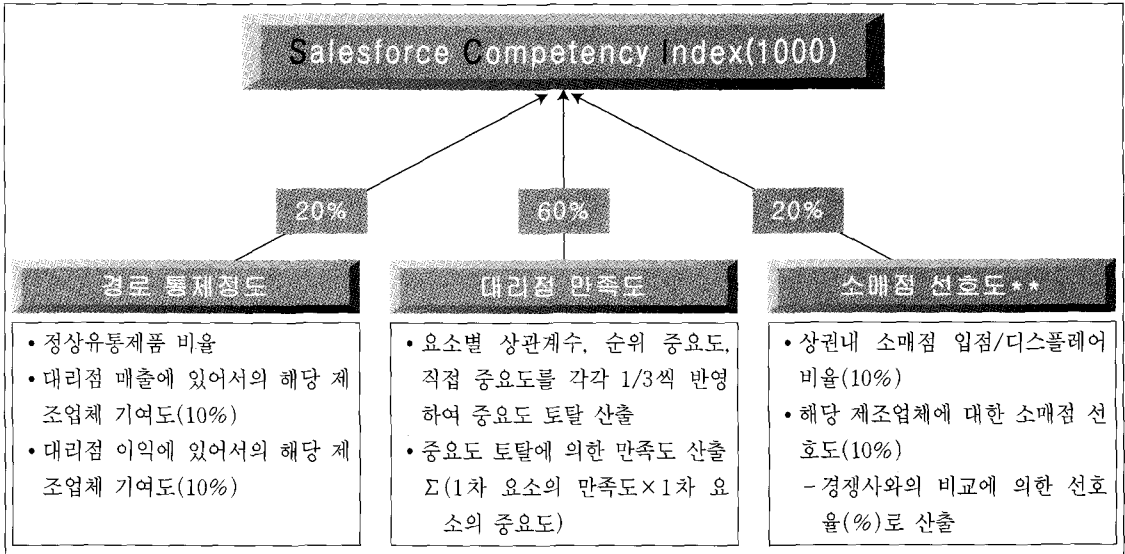 Salesforce Competency Index(1000)
20%
60%
20%
경로 통제정도
• 정상유통제품 비율
• 대리점 매출에 있어서의 해당 제
조업체 기여도(10%)
• 대리점 이익에 있어서의 해당 제
조업체 기여도(10%)
대리점 만족도
• 요소별 상관계수, 순위 중요도,
직접 중요도를 각각 1/3씩 반영
하여 중요도 토탈 산출
• 중요도 토탈에 의한 만족도 산출
Σ(1차 요소의 만족도×1차 요
소의 중요도)
소매점 선호도**
• 상권내 소매점 입점/디스플레어
비율(10%)
• 해당 제조업체에 대한 소매점 선
호도(10%)
-경쟁사와의 비교에 의한 선호
율(%)로 산출